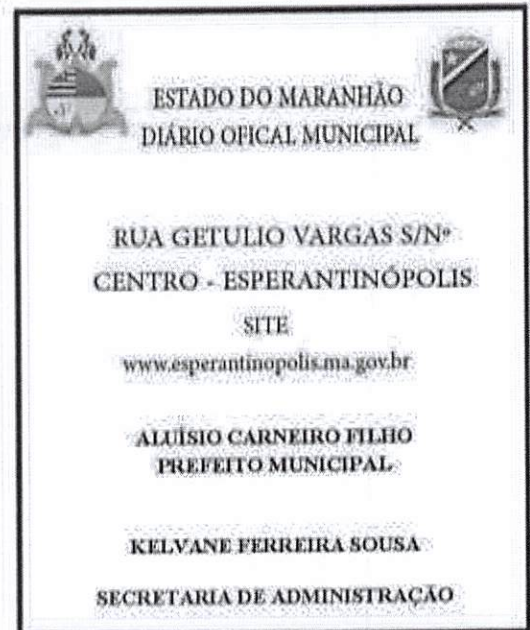 ESTADO DO MARANHÃO
DIÁRIO OFICAL MUNICIPAL
RUA GETULIO VARGAS S/Nº
CENTRO - ESPERANTINÓPOLIS
SITE
www.esperantinopolis.ma.gov.br
ALUÍSIO CARNEIRO FILHO
PREFEITO MUNICIPAL
KELVANE FERREIRA SOUSA
SECRETARIA DE ADMINISTRAÇÃO